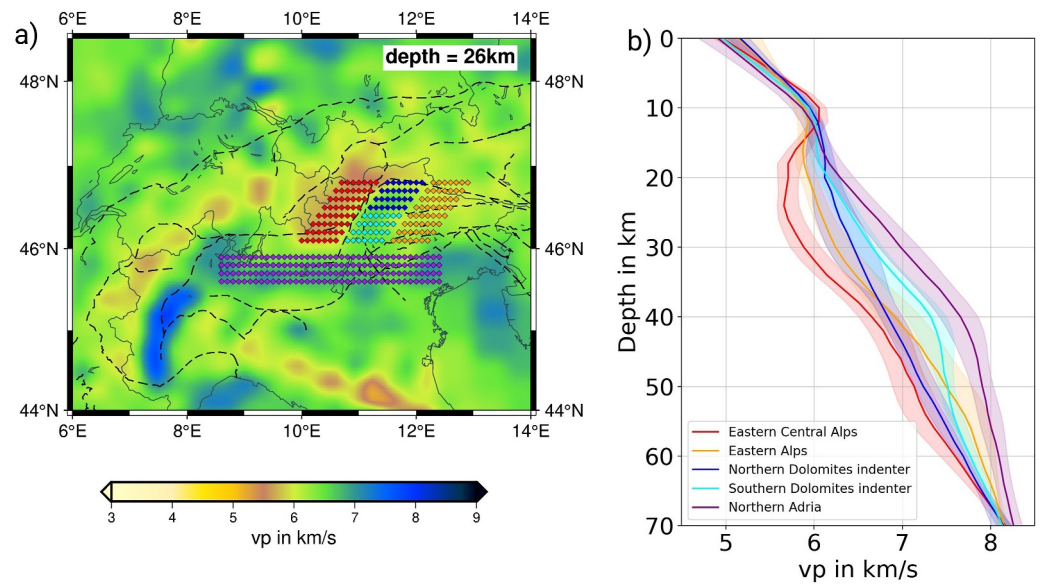 a)
6°E 8°E 10°E 12°E 14°E
depth = 26km
48°N 48°N
46°N 46°N
44°N 44°N
6°E 8°E 10°E 12°E 14°E
3 4 5 6 7 8 9
vp in km/s
b)
0
10
20
30
40
50
60
70
Depth in km
Eastern Central Alps
Eastern Alps
Northern Dolomites indenter
Southern Dolomites indenter
Northern Adria
5 6 7 8
vp in km/s